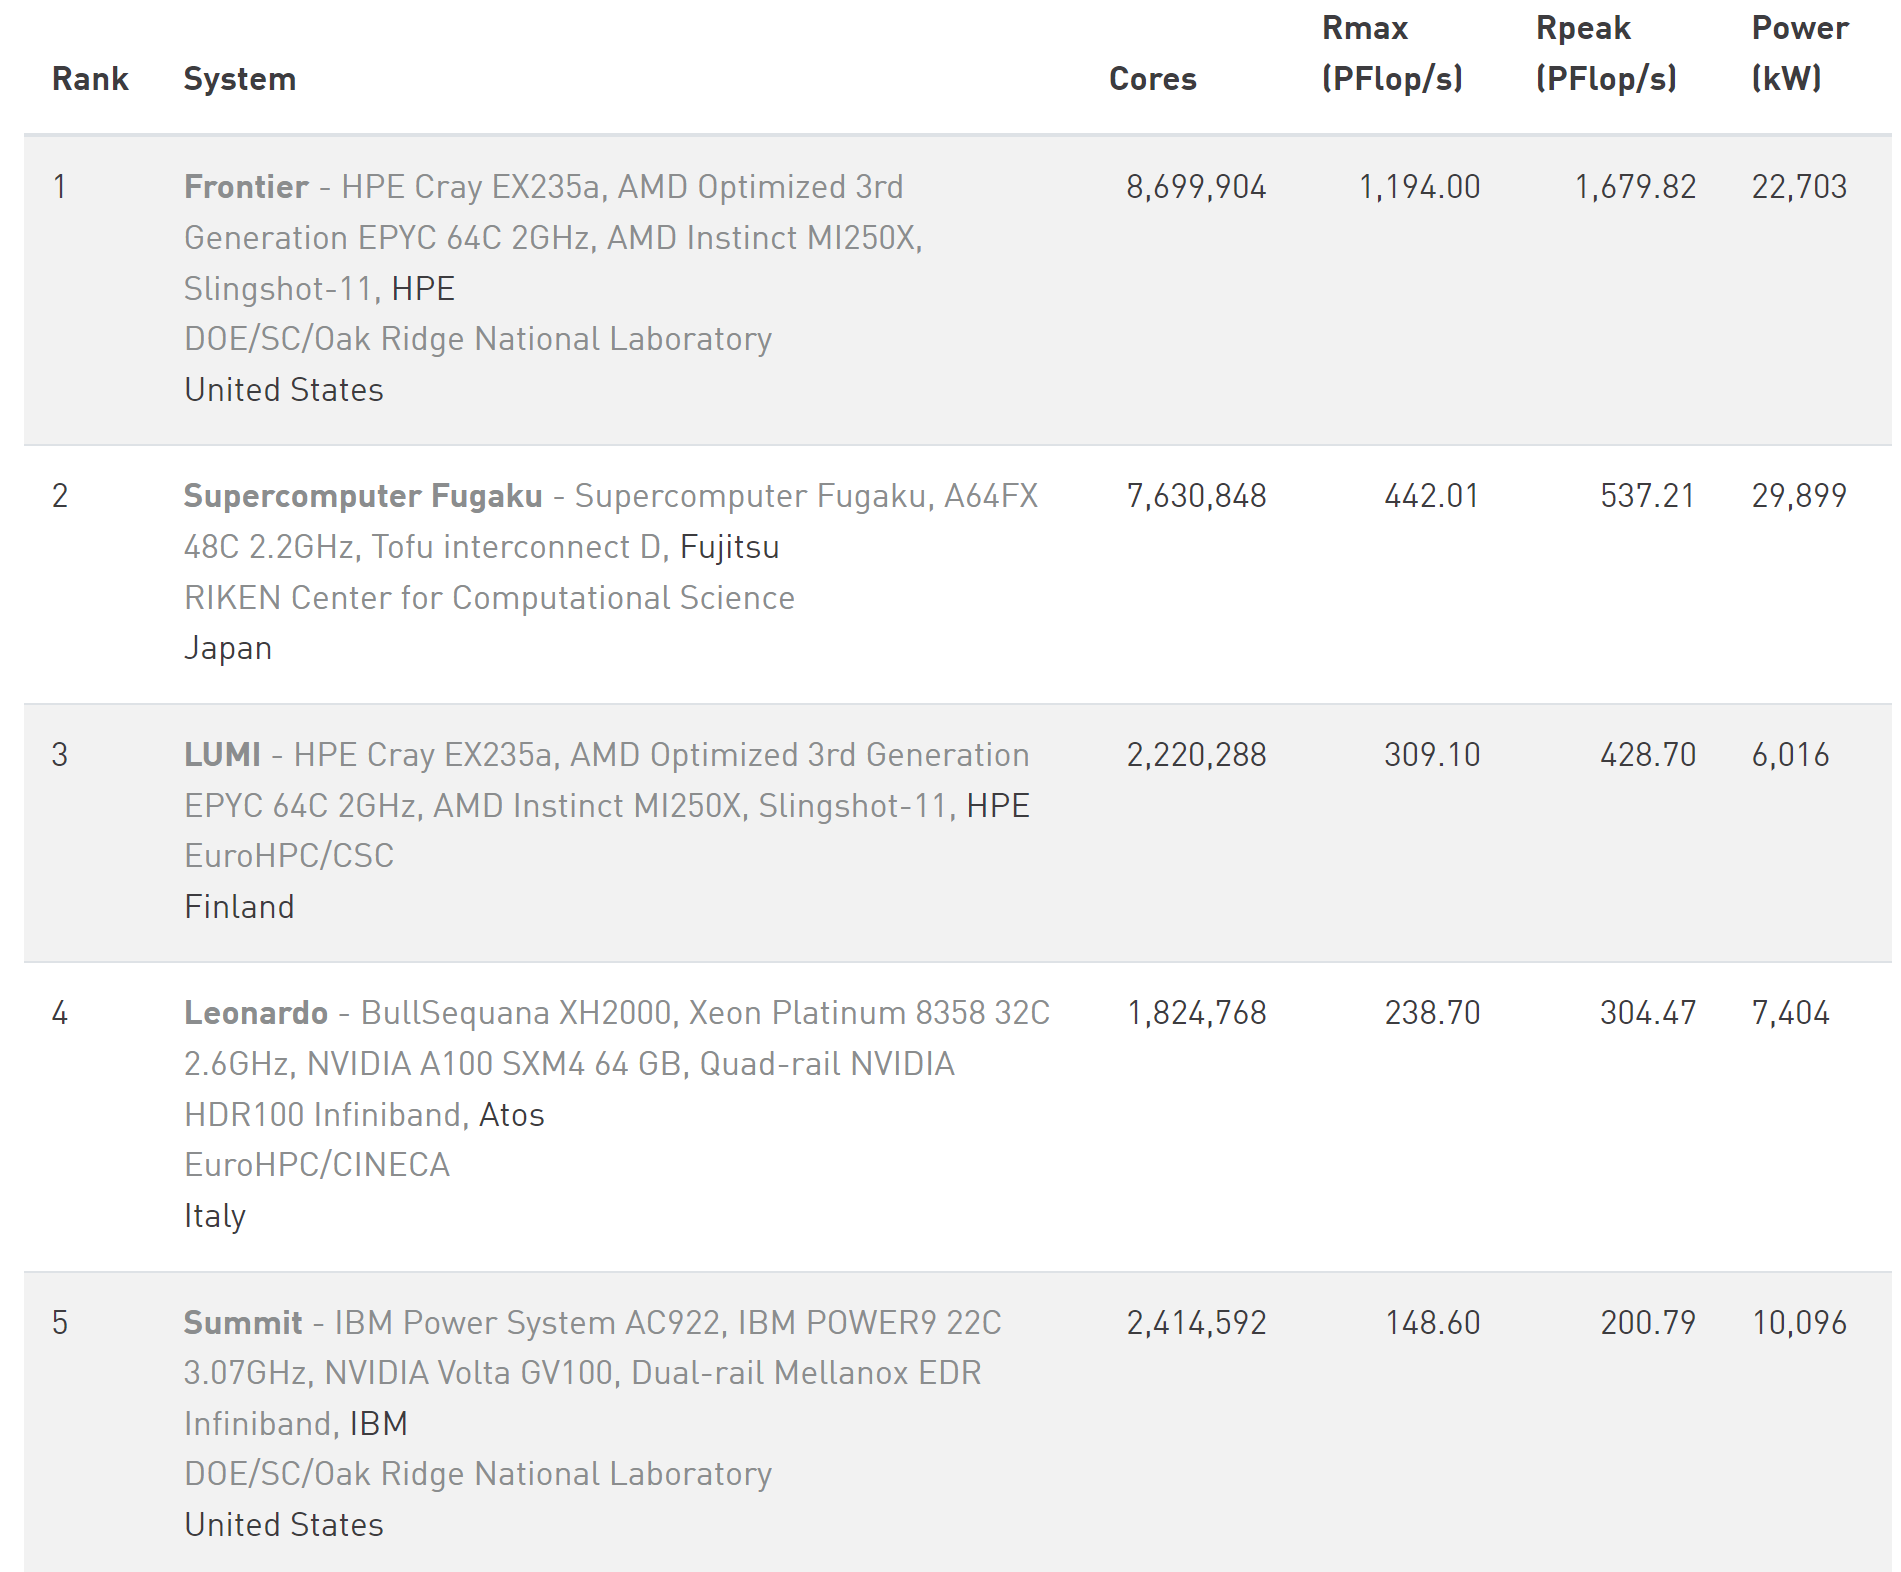 Rank System Cores Rmax (PFlop/s) Rpeak (PFlop/s) Power (kW)
1 Frontier - HPE Cray EX235a, AMD Optimized 3rd 8,699,904 1,194.00 1,679.82 22,703
Generation EPYC 64C 2GHz, AMD Instinct MI250X,
Slingshot-11, HPE
DOE/SC/Oak Ridge National Laboratory
United States
2 Supercomputer Fugaku - Supercomputer Fugaku, A64FX 7,630,848 442.01 537.21 29,899
48C 2.2GHz, Tofu interconnect D, Fujitsu
RIKEN Center for Computational Science
Japan
3 LUMI - HPE Cray EX235a, AMD Optimized 3rd Generation 2,220,288 309.10 428.70 6,016
EPYC 64C 2GHz, AMD Instinct MI250X, Slingshot-11, HPE
EuroHPC/CSC
Finland
4 Leonardo - BullSequana XH2000, Xeon Platinum 8358 32C 1,824,768 238.70 304.47 7,404
2.6GHz, NVIDIA A100 SXM4 64 GB, Quad-rail NVIDIA
HDR100 Infiniband, Atos
EuroHPC/CINECA
Italy
5 Summit - IBM Power System AC922, IBM POWER9 22C 2,414,592 148.60 200.79 10,096
3.07GHz, NVIDIA Volta GV100, Dual-rail Mellanox EDR
Infiniband, IBM
DOE/SC/Oak Ridge National Laboratory
United States